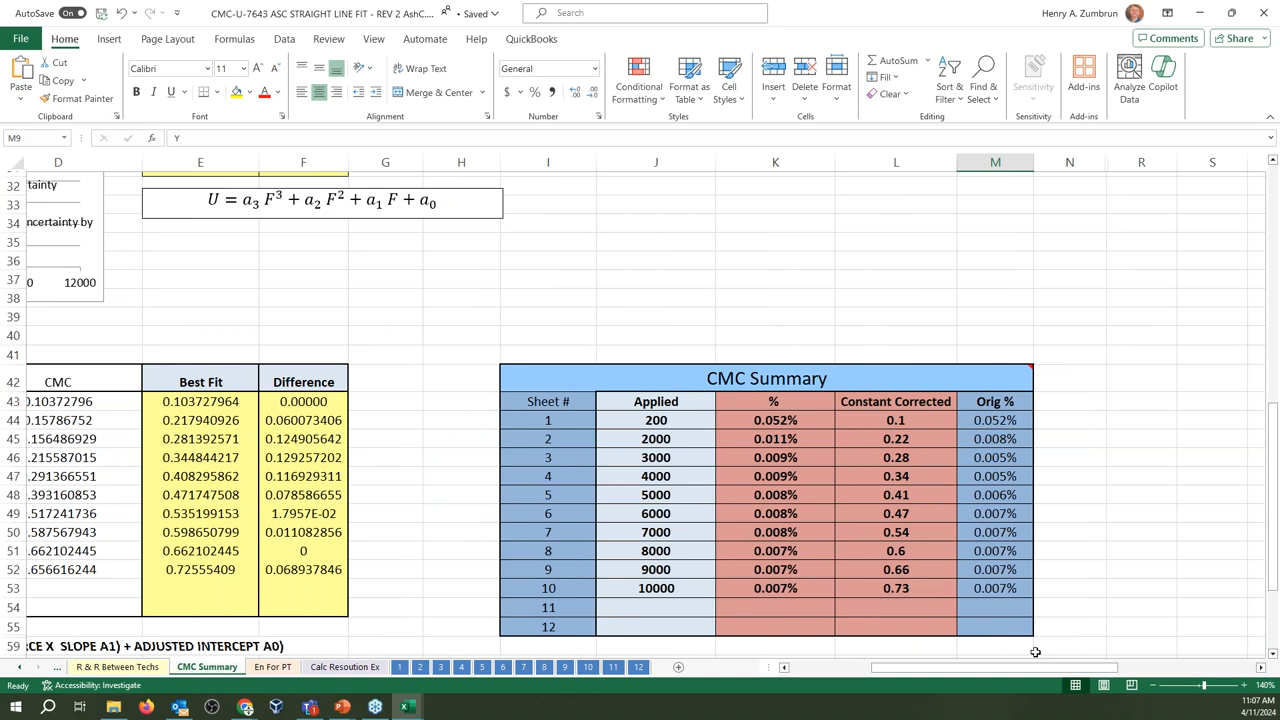 AutoSave On CMC-U-7643 ASC STRAIGHT LINE FIT - REV 2 AshC.... • Saved Search Henry A. Zumbrun
File Home Insert Page Layout Formulas Data Review View Automate Help QuickBooks Comments Share
Paste Cut Copy Format Painter Clipboard
Calibri 11 A A B I U A Font
Wrap Text Merge & Center Alignment
General $ % Number
Conditional Formatting Format as Table Cell Styles Styles
Insert Delete Format Cells
AutoSum Fill Clear Sort & Filter Find & Select Editing
Sensitivity Sensitivity
Add-ins Add-ins
Analyze Data Copilot
M9 fx Y
D E F G H I J K L M N Q R S
32 tainty
33 U = a3 F3 + a2 F2 + a1 F + a0
34 ncertainty by
35
36
37 0 12000
38
39
40
41
42 CMC Best Fit Difference CMC Summary
43 0.10372796 0.103727964 0.00000 Sheet # Applied % Constant Corrected Orig %
44 0.15786752 0.217940926 0.060073406 1 200 0.052% 0.1 0.052%
45 .156486929 0.281392571 0.124905642 2 2000 0.011% 0.22 0.008%
46 .215587015 0.344844217 0.129257202 3 3000 0.009% 0.28 0.005%
47 .291366551 0.408295862 0.116929311 4 4000 0.009% 0.34 0.005%
48 .393160853 0.471747508 0.078586655 5 5000 0.008% 0.41 0.006%
49 .517241736 0.535199153 1.7957E-02 6 6000 0.008% 0.47 0.007%
50 .587567943 0.598650799 0.011082856 7 7000 0.008% 0.54 0.007%
51 .662102445 0.662102445 0 8 8000 0.007% 0.6 0.007%
52 .656616244 0.72555409 0.068937846 9 9000 0.007% 0.66 0.007%
53 10 10000 0.007% 0.73 0.007%
54 11
55 12
59 RCE X SLOPE A1) + ADJUSTED INTERCEPT A0)
... R & R Between Techs CMC Summary En For PT Calc Resoution Ex 1 2 3 4 5 6 7 8 9 10 11 12
Ready Accessibility: Investigate 140%
11:07 AM
4/11/2024